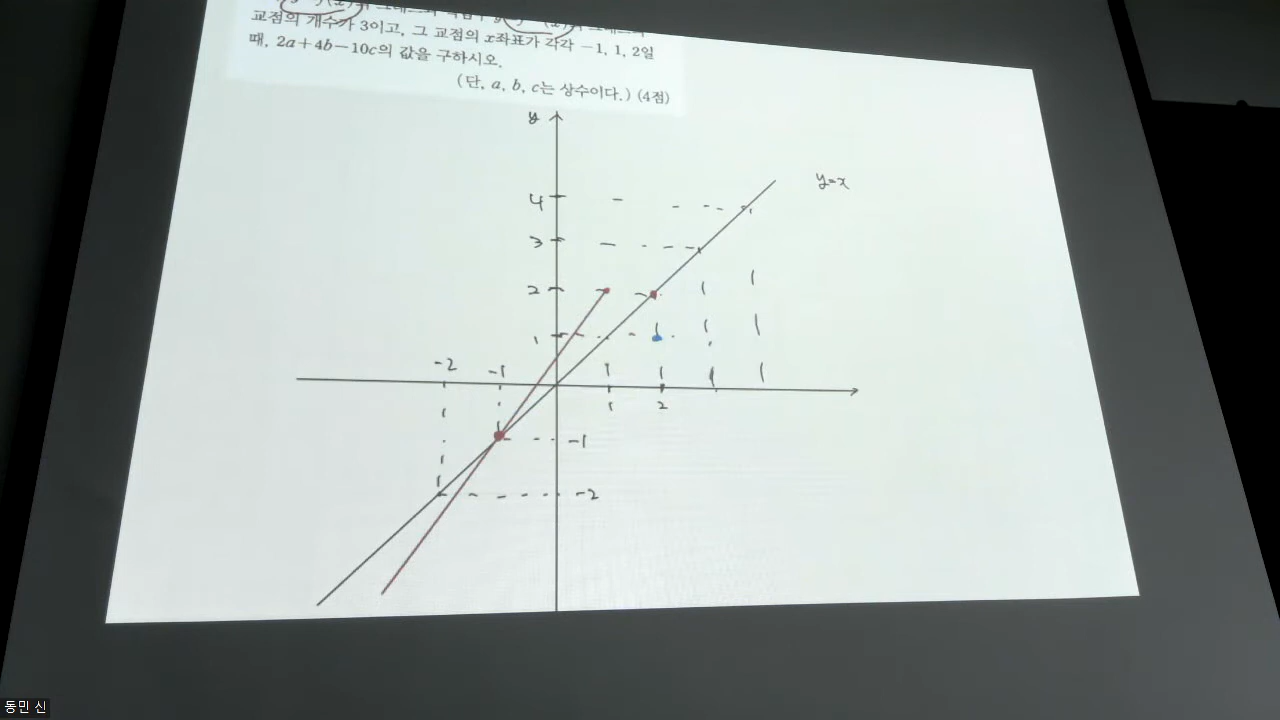 교점의 개수가 3이고, 그 교점의 x좌표가 각각 −1, 1, 2일
때, 2a+4b−10c의 값을 구하시오.
(단, a, b, c는 상수이다.) (4점)
y
y=x
4
3
2
1
-2 -1
1 2
-1
-2
동민 신